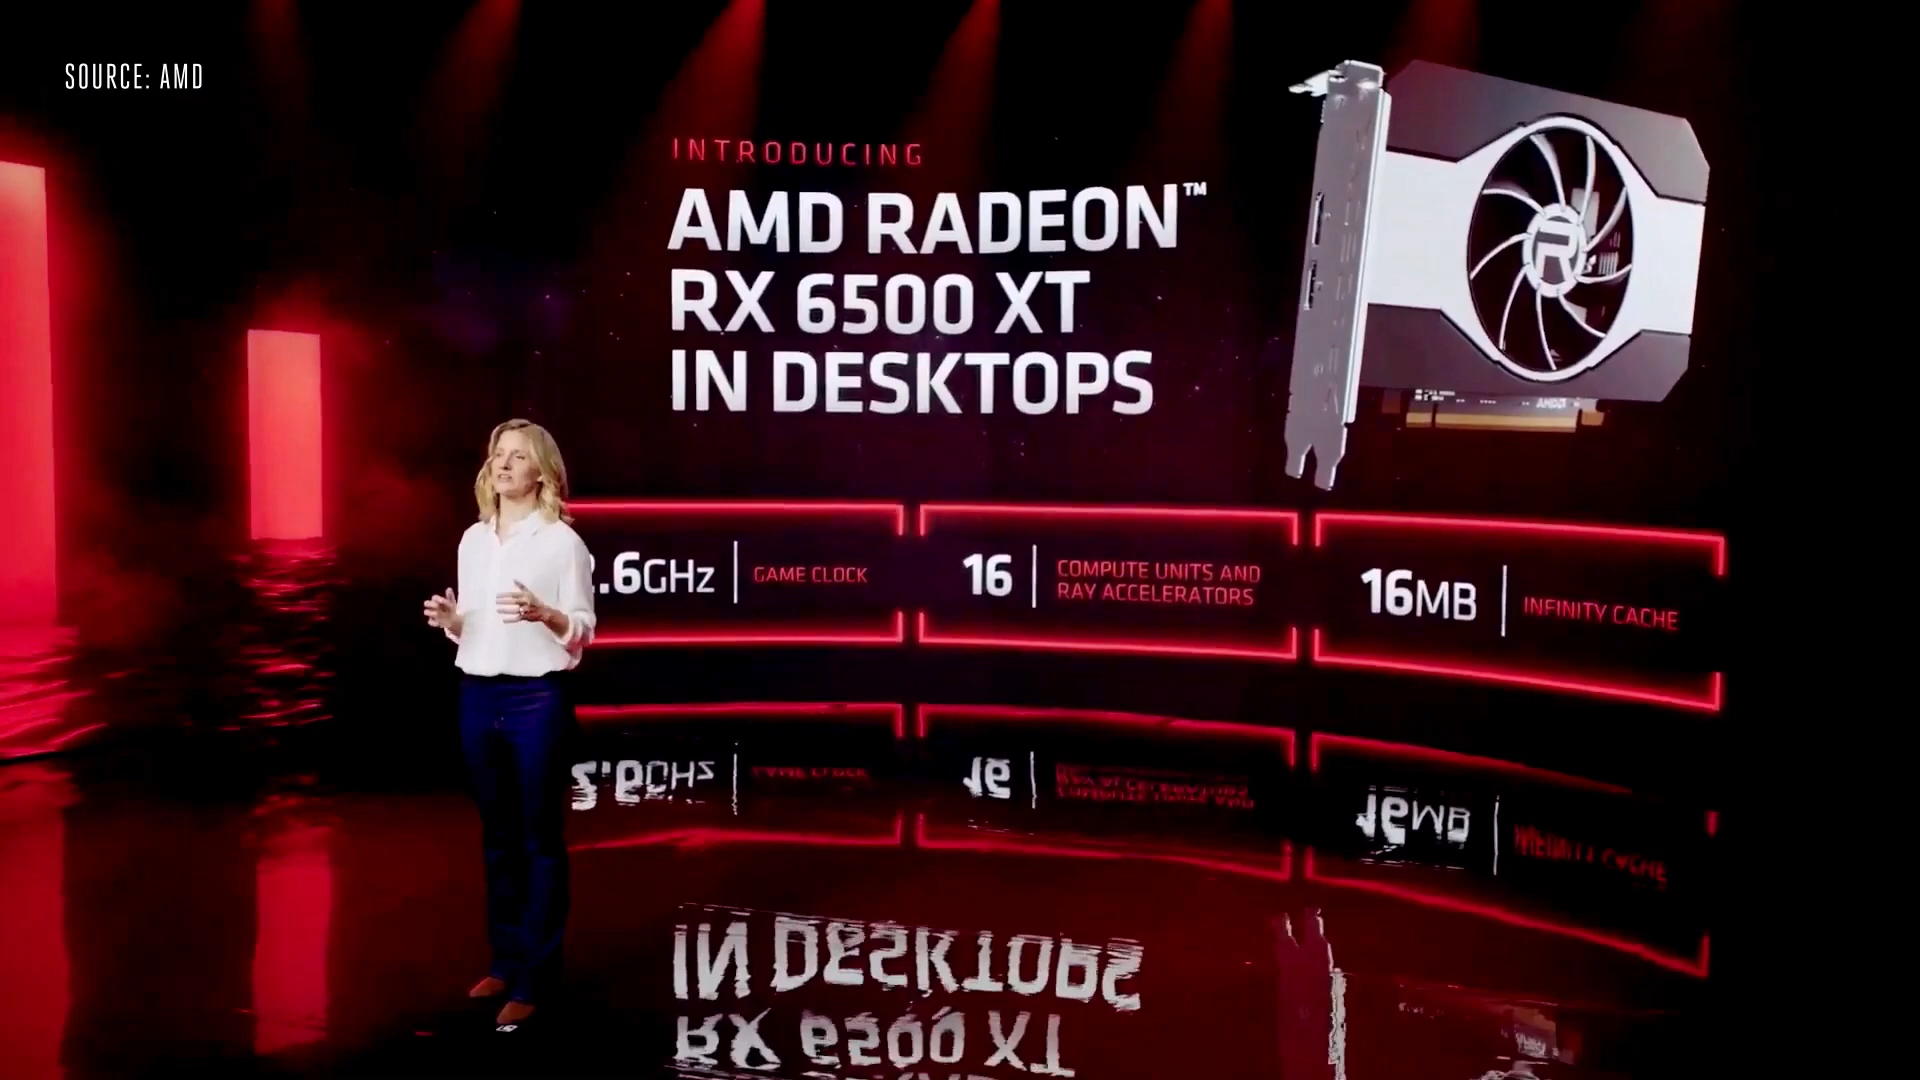 SOURCE: AMD
INTRODUCING
AMD RADEON™
RX 6500 XT
IN DESKTOPS
.6GHz
GAME CLOCK
16
COMPUTE UNITS AND
RAY ACCELERATORS
16MB
INFINITY CACHE
AMD